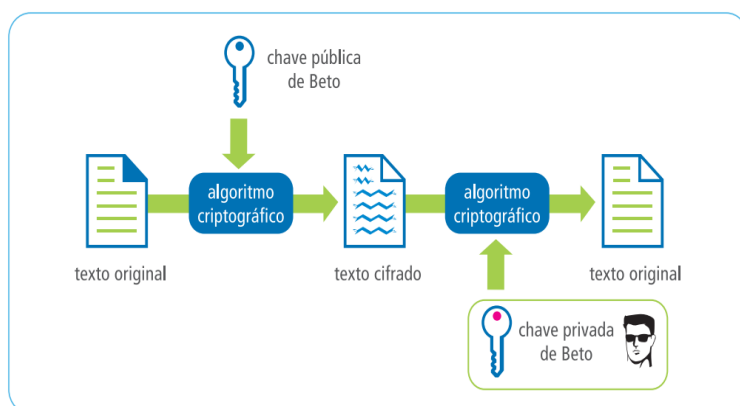 chave pública
de Beto
algoritmo
criptográfico
algoritmo
criptográfico
texto original
texto cifrado
texto original
chave privada
de Beto